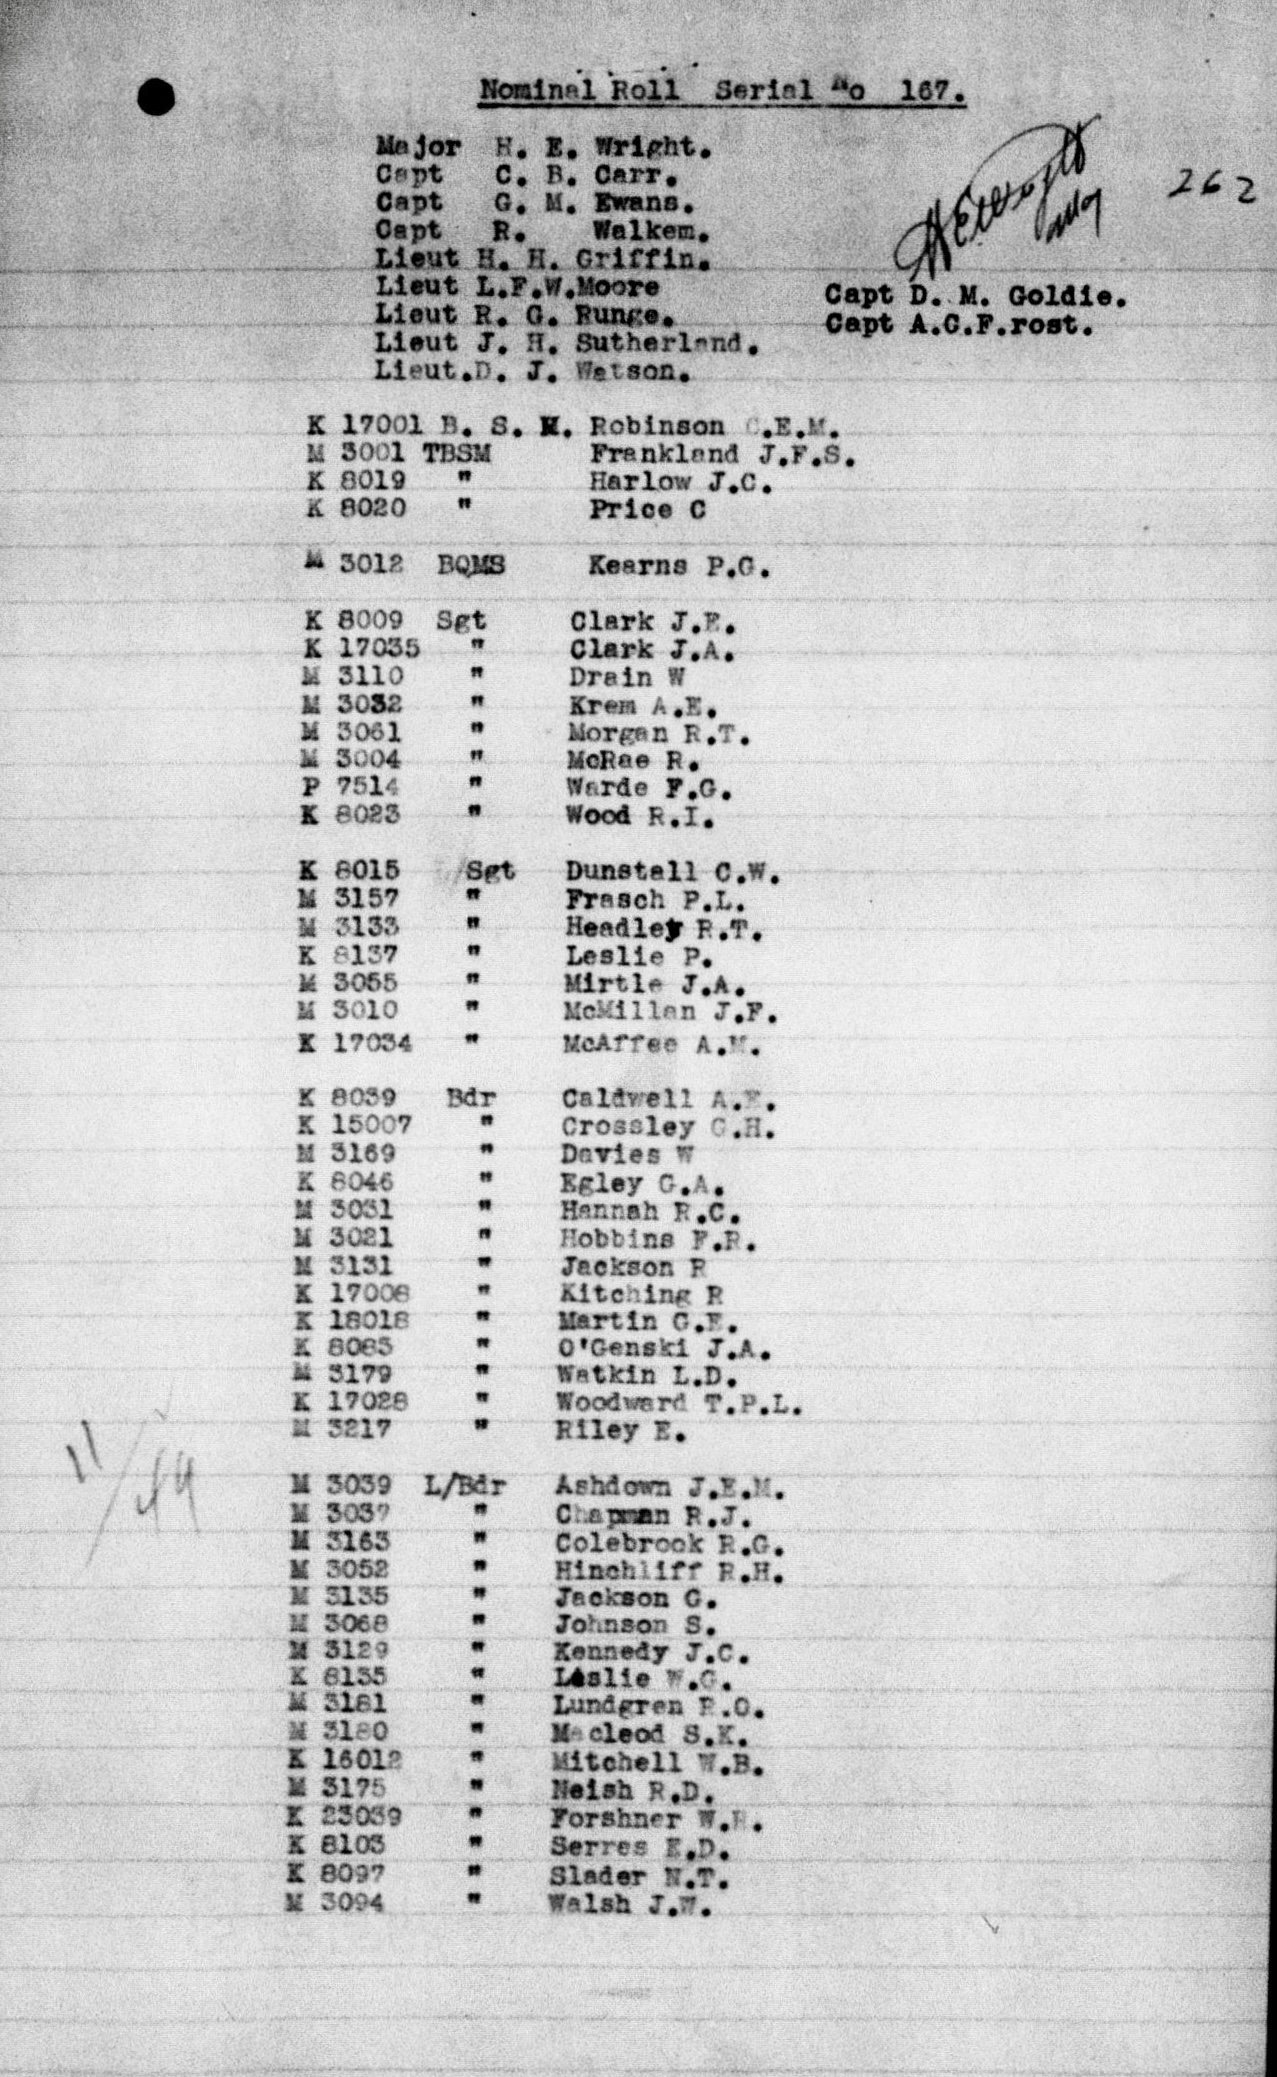 Nominal Roll Serial No 167.
Major H. E. Wright.
Capt C. B. Carr.
Capt G. M. Ewans.
Capt R. Walkem.
Lieut H. H. Griffin.
Lieut L.F.W.Moore
Lieut R. G. Runge.
Lieut J. H. Sutherland.
Lieut.D. J. Watson.
262
Capt D. M. Goldie.
Capt A.C.F.rost.
K 17001 B. S. M. Robinson C.E.M.
M 3001 TBSM Frankland J.F.S.
K 8019 " Harlow J.C.
K 8020 " Price C
M 3012 BQMS Kearns P.G.
K 8009 Sgt Clark J.E.
K 17035 " Clark J.A.
M 3110 " Drain W
M 3032 " Krem A.E.
M 3061 " Morgan R.T.
M 3004 " McRae R.
P 7514 " Warde F.G.
K 8023 " Wood R.I.
K 8015 L/Sgt Dunstall C.W.
M 3157 " Frasch P.L.
M 3133 " Headley R.T.
K 8137 " Leslie P.
M 3055 " Mirtle J.A.
M 3010 " McMillan J.F.
K 17034 " McAffee A.M.
K 8039 Bdr Caldwell A.E.
K 15007 " Crossley C.H.
M 3169 " Davies W
K 8046 " Egley G.A.
M 3031 " Hannah R.C.
M 3021 " Hobbins F.R.
M 3131 " Jackson R
K 17008 " Kitching R
K 18018 " Martin G.E.
K 8083 " O'Genski J.A.
M 3179 " Watkin L.D.
K 17028 " Woodward T.P.L.
M 3217 " Riley E.
11/49
M 3039 L/Bdr Ashdown J.E.M.
M 3037 " Chapman R.J.
M 3163 " Colebrook R.G.
M 3052 " Hinchliff R.H.
M 3135 " Jackson G.
M 3068 " Johnson S.
M 3129 " Kennedy J.C.
K 8135 " Leslie W.G.
M 3181 " Lundgren R.O.
M 3180 " Macleod S.K.
K 16012 " Mitchell W.B.
M 3175 " Neish R.D.
K 23039 " Forshner W.H.
K 8103 " Serres E.D.
K 8097 " Slader N.T.
M 3094 " Walsh J.W.